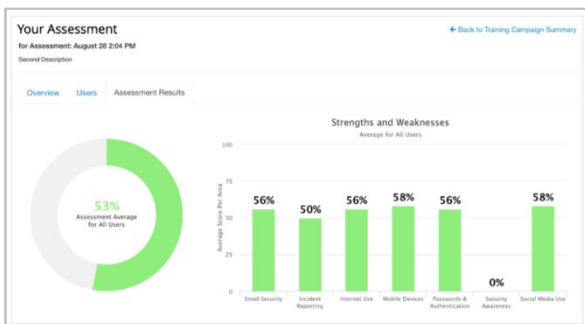 Your Assessment
← Back to Training Campaign Summary
for Assessment: August 28 2:04 PM
Second Description
Overview Users Assessment Results
53%
Assessment Average
for All Users
Strengths and Weaknesses
Average for All Users
Average Score Per Area
100
75
50
25
0
56%
50%
56%
58%
56%
0%
58%
Email Security
Incident
Reporting
Internet Use
Mobile Devices
Passwords &
Authentication
Security
Awareness
Social Media Use